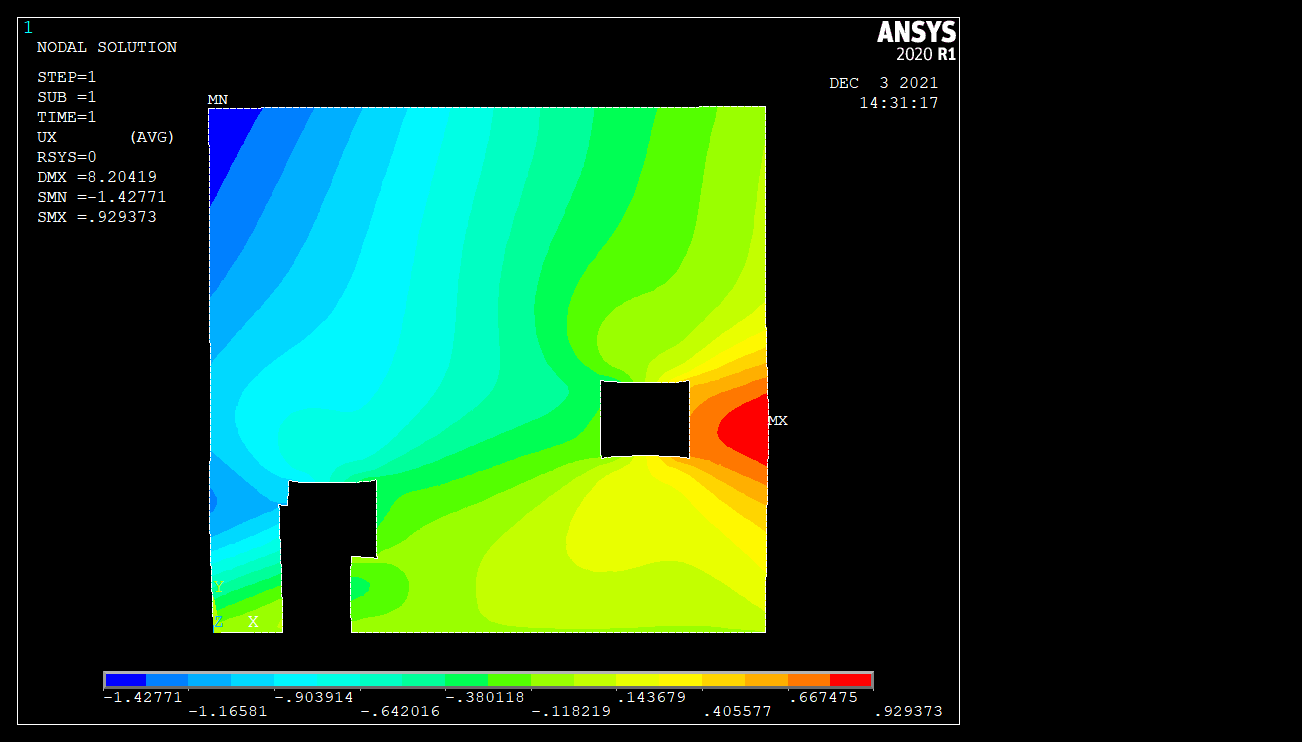 1
NODAL SOLUTION
STEP=1
SUB =1
TIME=1
UX (AVG)
RSYS=0
DMX =8.20419
SMN =-1.42771
SMX =.929373
ANSYS
2020 R1
DEC 3 2021
14:31:17
MN
MX
Y
Z X
-1.42771 -.903914 -.380118 .143679 .667475
-1.16581 -.642016 -.118219 .405577 .929373